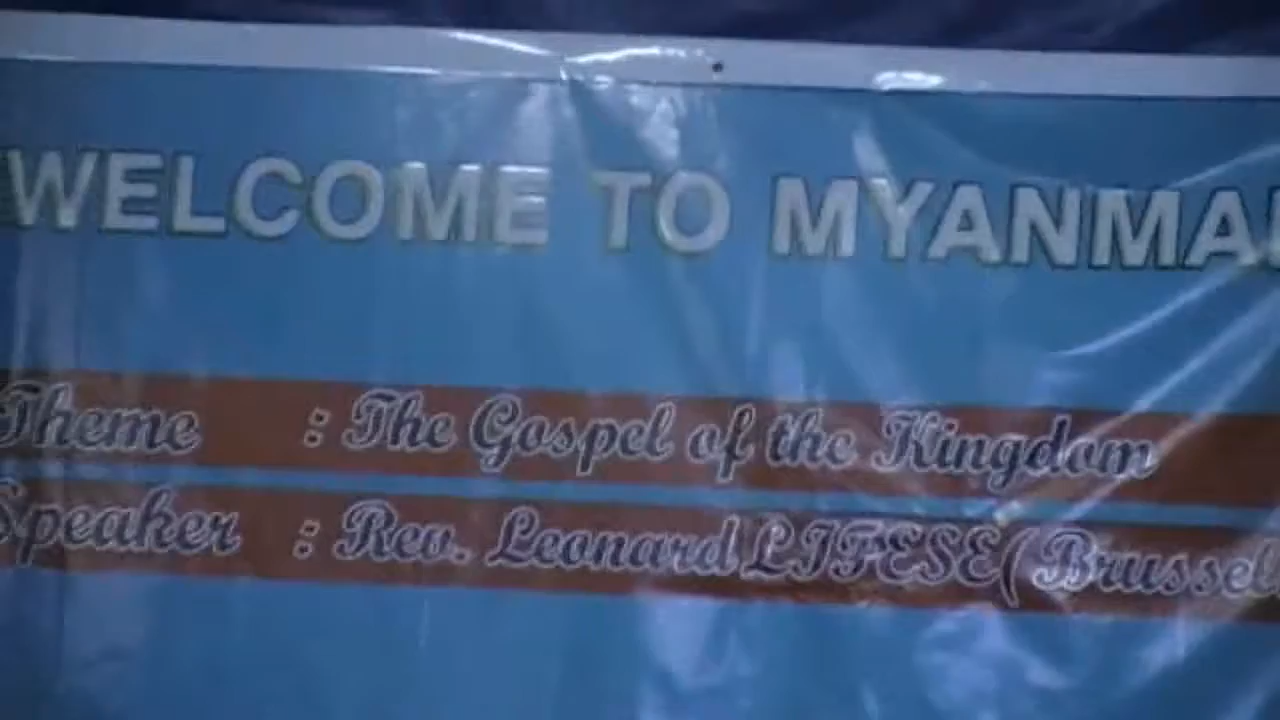 WELCOME TO MYANMA
Theme : The Gospel of the Kingdom
Speaker : Rev. Leonard LIFESE ( Brussel